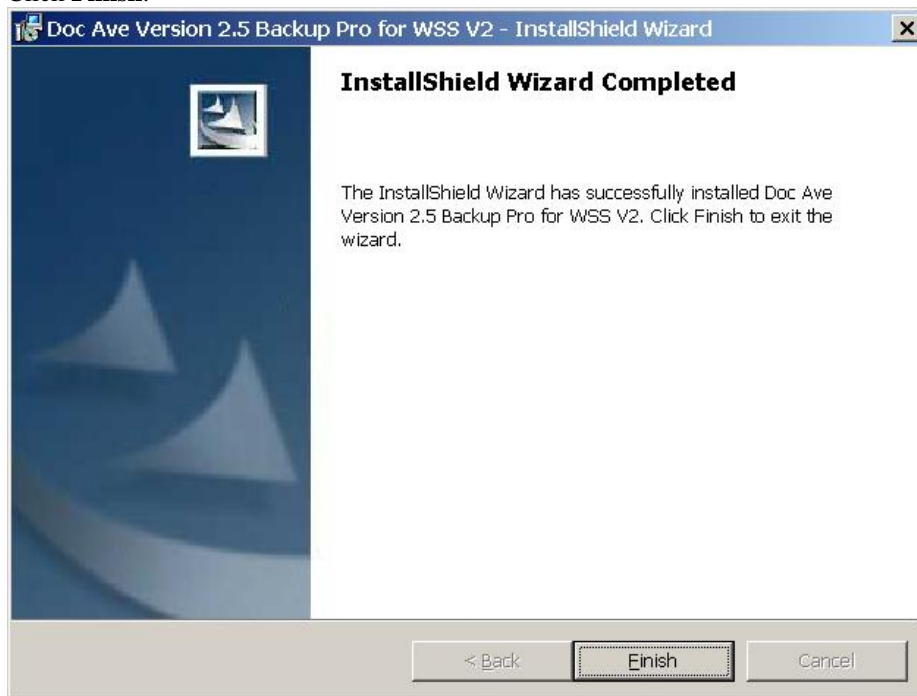 Click Finish.
Doc Ave Version 2.5 Backup Pro for WSS V2 - InstallShield Wizard
InstallShield Wizard Completed
The InstallShield Wizard has successfully installed Doc Ave
Version 2.5 Backup Pro for WSS V2. Click Finish to exit the
wizard.
< Back
Finish
Cancel